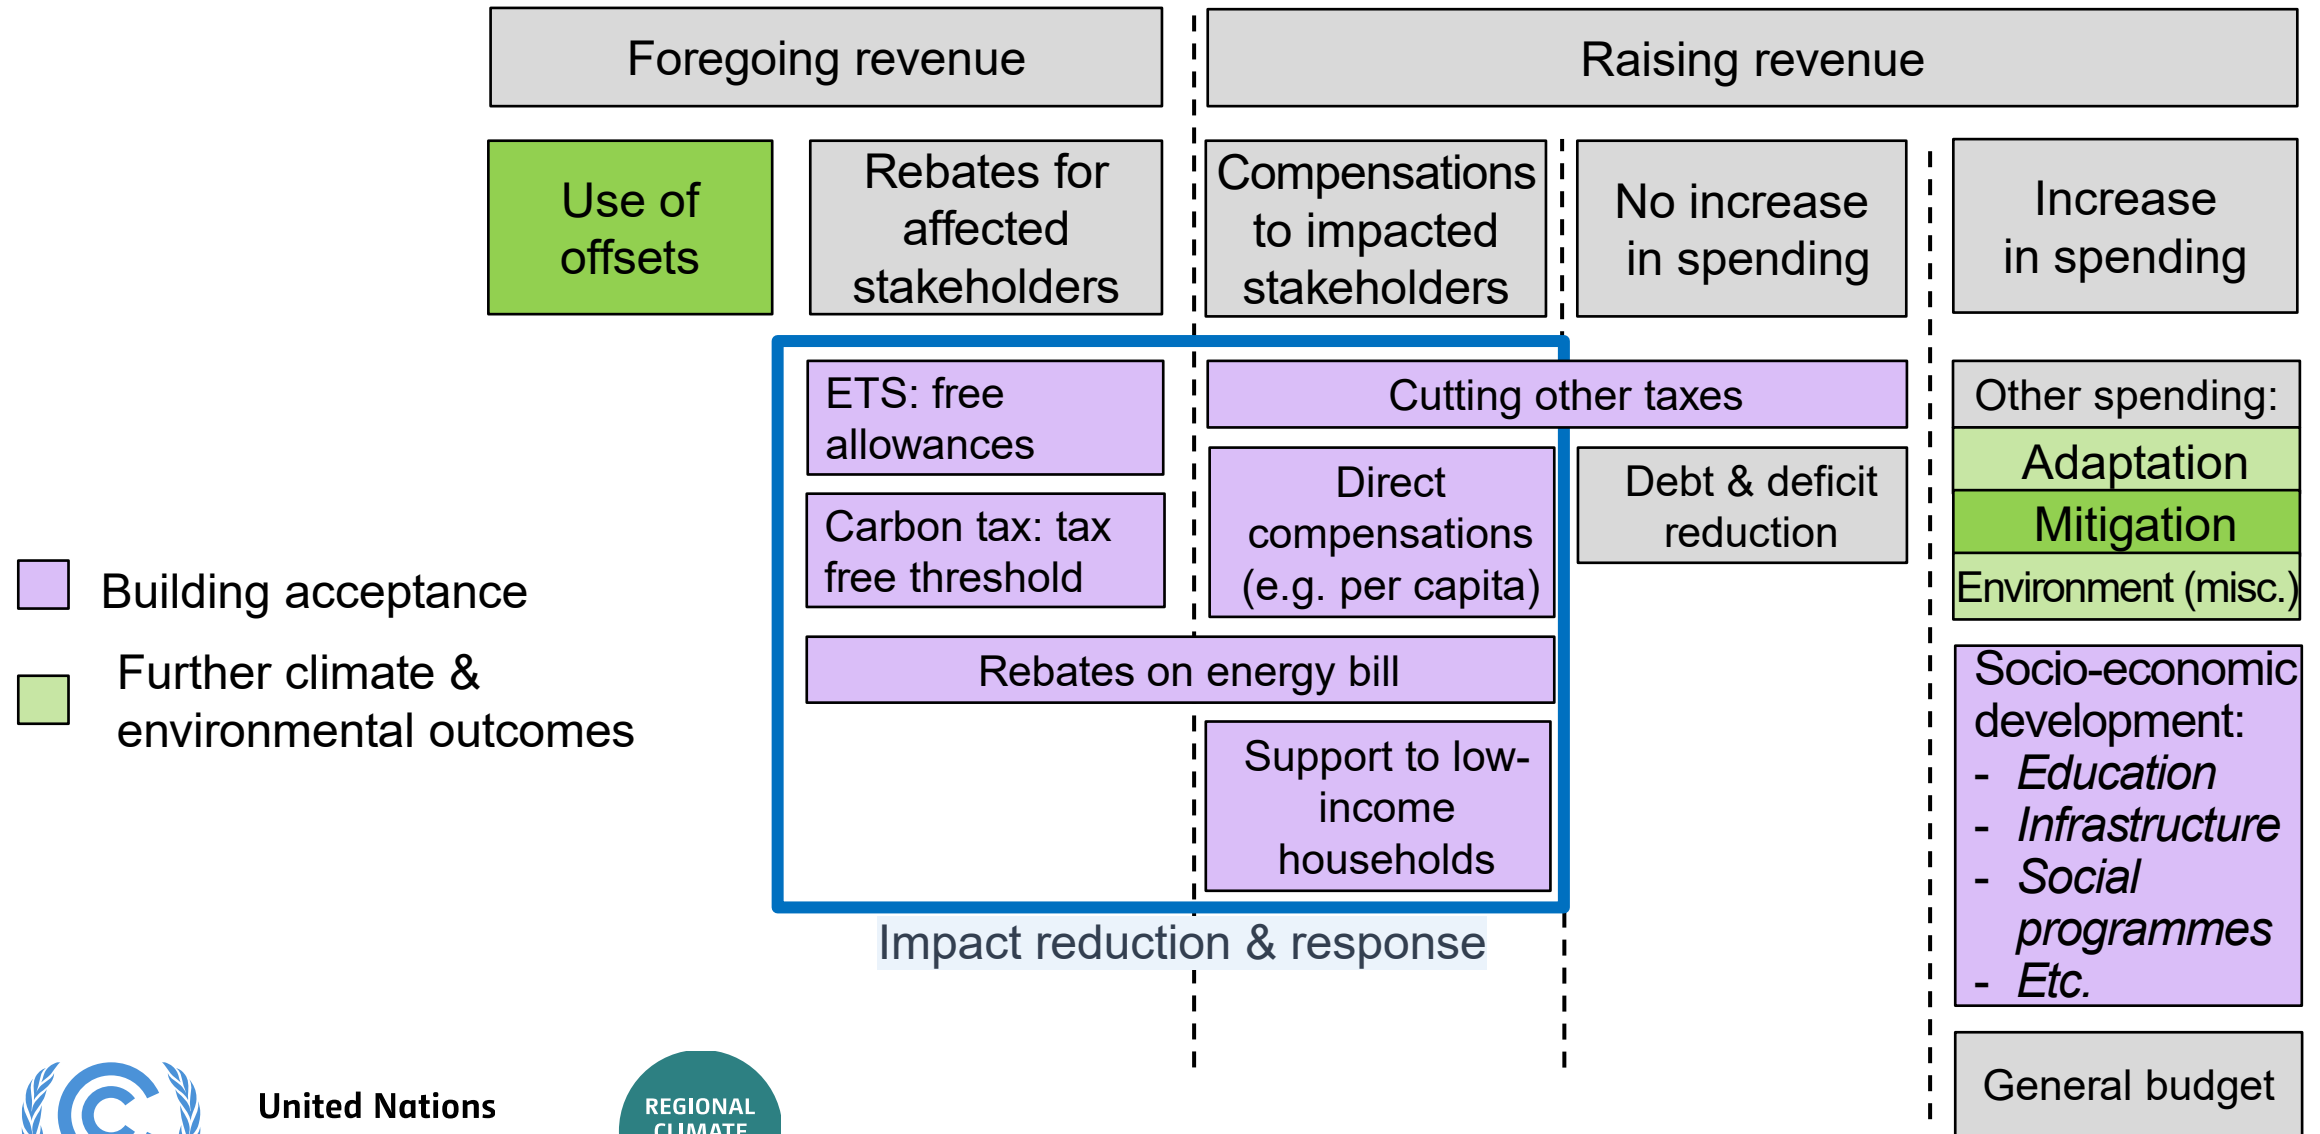 Foregoing revenue
Raising revenue
Use of
offsets
Rebates for
affected
stakeholders
Compensations
to impacted
stakeholders
No increase
in spending
Increase
in spending
ETS: free
allowances
Carbon tax: tax
free threshold
Cutting other taxes
Direct
compensations
(e.g. per capita)
Debt & deficit
reduction
Rebates on energy bill
Support to low-
income
households
Impact reduction & response
Other spending:
Adaptation
Mitigation
Environment (misc.)
Socio-economic
development:
- Education
- Infrastructure
- Social
programmes
- Etc.
General budget
Building acceptance
Further climate &
environmental outcomes
United Nations
REGIONAL
CLIMATE